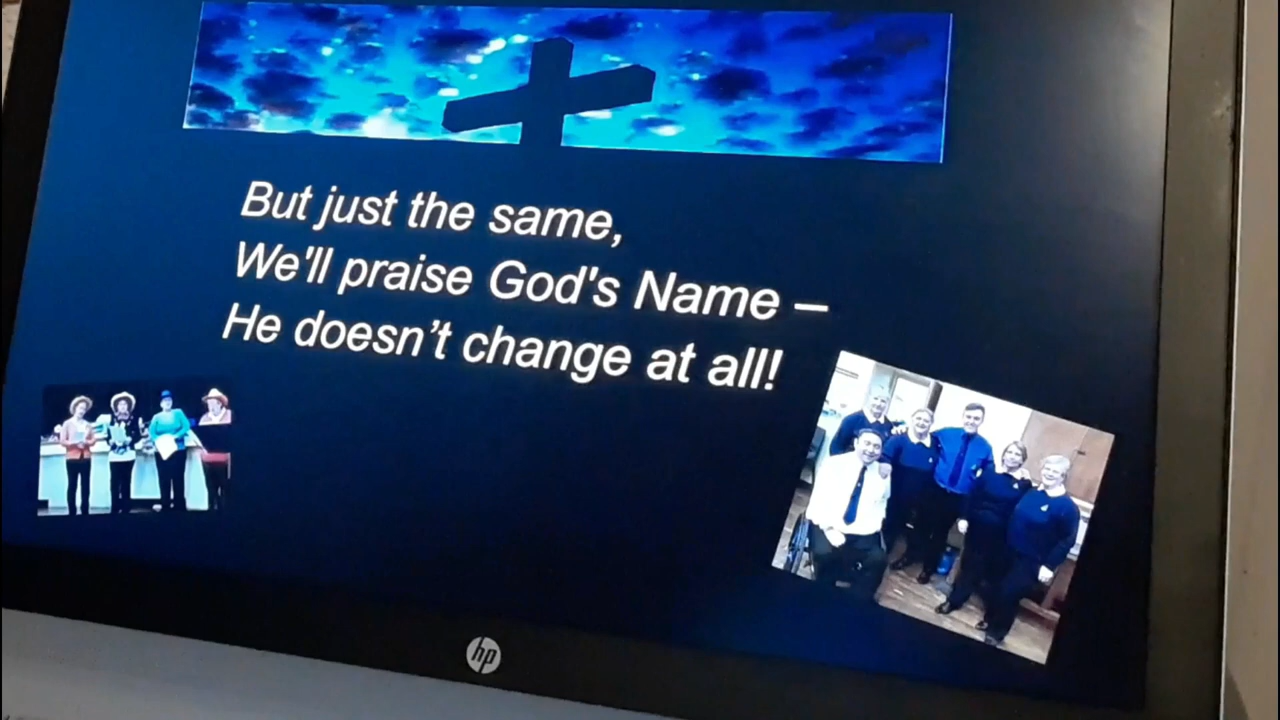 But just the same,
We'll praise God's Name –
He doesn’t change at all!
hp